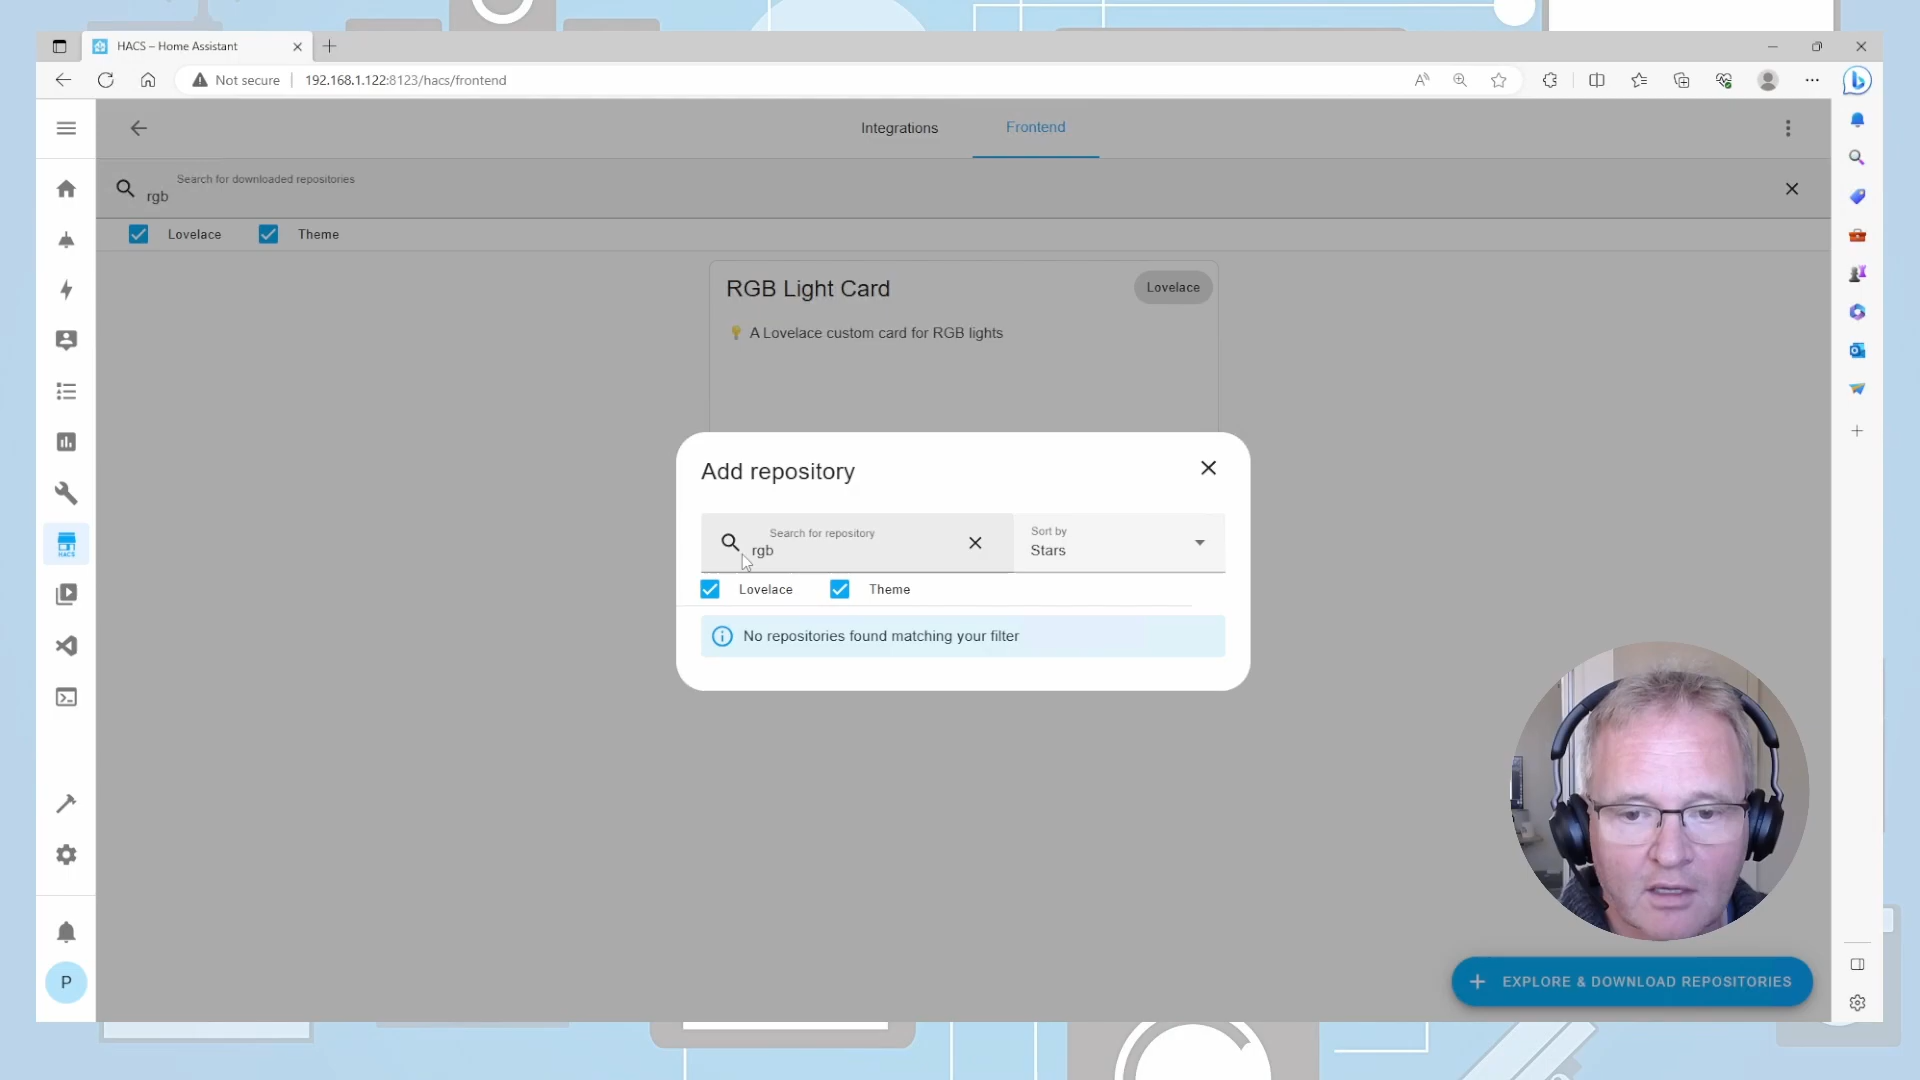 HACS – Home Assistant
Not secure
192.168.1.122:8123/hacs/frontend
Integrations
Frontend
Search for downloaded repositories
rgb
Lovelace
Theme
RGB Light Card
Lovelace
A Lovelace custom card for RGB lights
Add repository
Search for repository
rgb
Sort by
Stars
Lovelace
Theme
No repositories found matching your filter
HACS
P
EXPLORE & DOWNLOAD REPOSITORIES